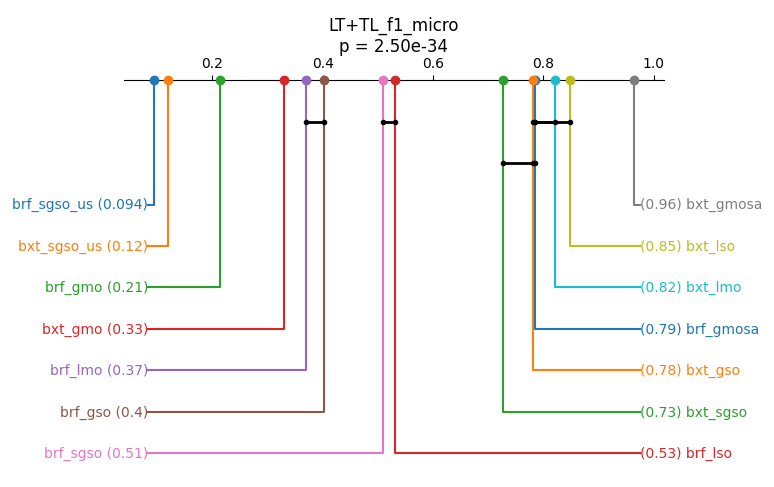 LT+TL_f1_micro
p = 2.50e-34
0.2 0.4 0.6 0.8 1.0
brf_sgso_us (0.094) (0.96) bxt_gmosa
bxt_sgso_us (0.12) (0.85) bxt_lso
brf_gmo (0.21) (0.82) bxt_lmo
bxt_gmo (0.33) (0.79) brf_gmosa
brf_lmo (0.37) (0.78) bxt_gso
brf_gso (0.4) (0.73) bxt_sgso
brf_sgso (0.51) (0.53) brf_lso